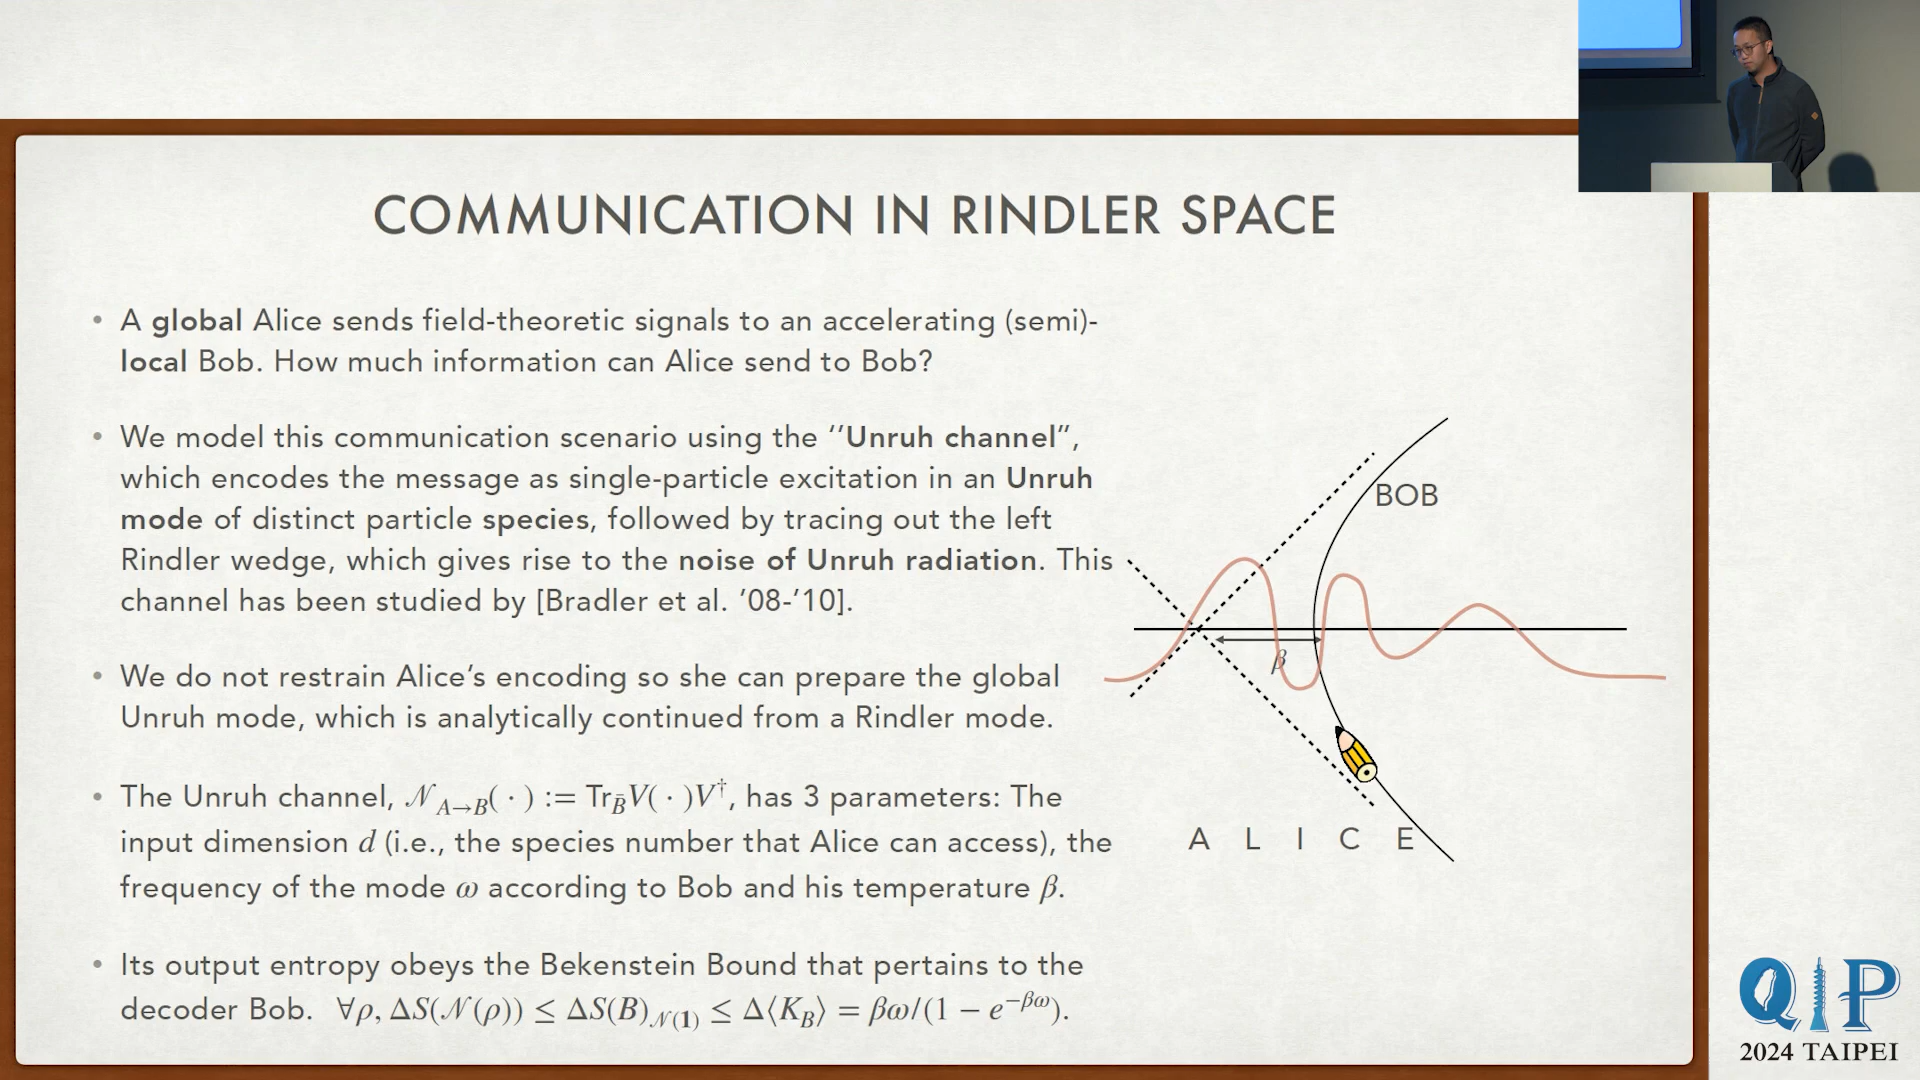 COMMUNICATION IN RINDLER SPACE
• A global Alice sends field-theoretic signals to an accelerating (semi)-
local Bob. How much information can Alice send to Bob?
• We model this communication scenario using the ‘‘Unruh channel”,
which encodes the message as single-particle excitation in an Unruh
mode of distinct particle species, followed by tracing out the left
Rindler wedge, which gives rise to the noise of Unruh radiation. This
channel has been studied by [Bradler et al. ’08-’10].
• We do not restrain Alice’s encoding so she can prepare the global
Unruh mode, which is analytically continued from a Rindler mode.
• The Unruh channel, 𝒩_{A→B}( · ) := Tr_{B̄}V( · )V^†, has 3 parameters: The
input dimension d (i.e., the species number that Alice can access), the
frequency of the mode ω according to Bob and his temperature β.
• Its output entropy obeys the Bekenstein Bound that pertains to the
decoder Bob. ∀ρ, ΔS(𝒩(ρ)) ≤ ΔS(B)_{𝒩(𝟏)} ≤ Δ⟨K_B⟩ = βω/(1 − e^{−βω}).
BOB
β
A L I C E
QIP
2024 TAIPEI